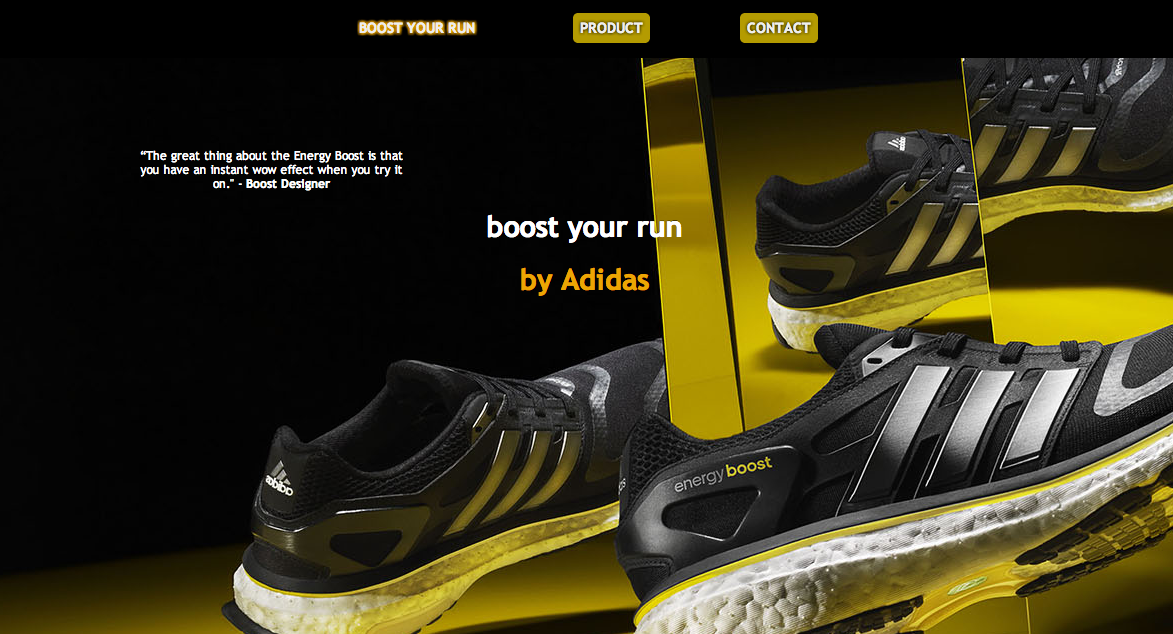 BOOST YOUR RUN
PRODUCT
CONTACT
“The great thing about the Energy Boost is that
you have an instant wow effect when you try it
on." - Boost Designer
boost your run
by Adidas
adidas
energy boost